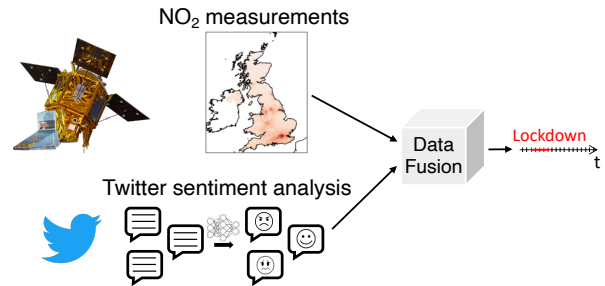 NO₂ measurements
Data
Fusion
Lockdown
t
Twitter sentiment analysis